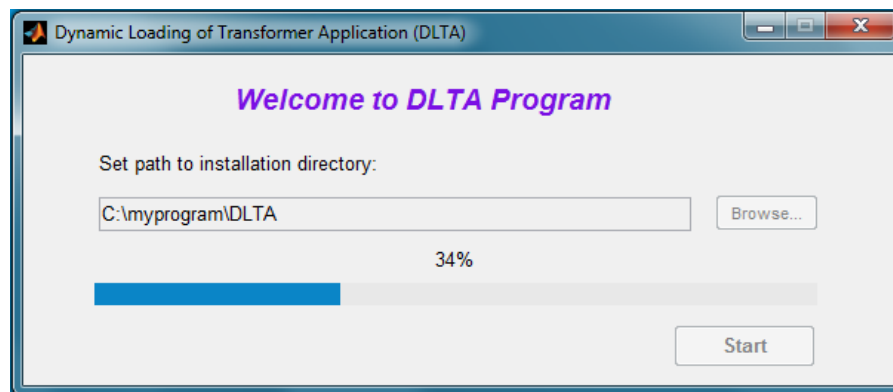 Dynamic Loading of Transformer Application (DLTA)
Welcome to DLTA Program
Set path to installation directory:
C:\myprogram\DLTA
Browse...
34%
Start